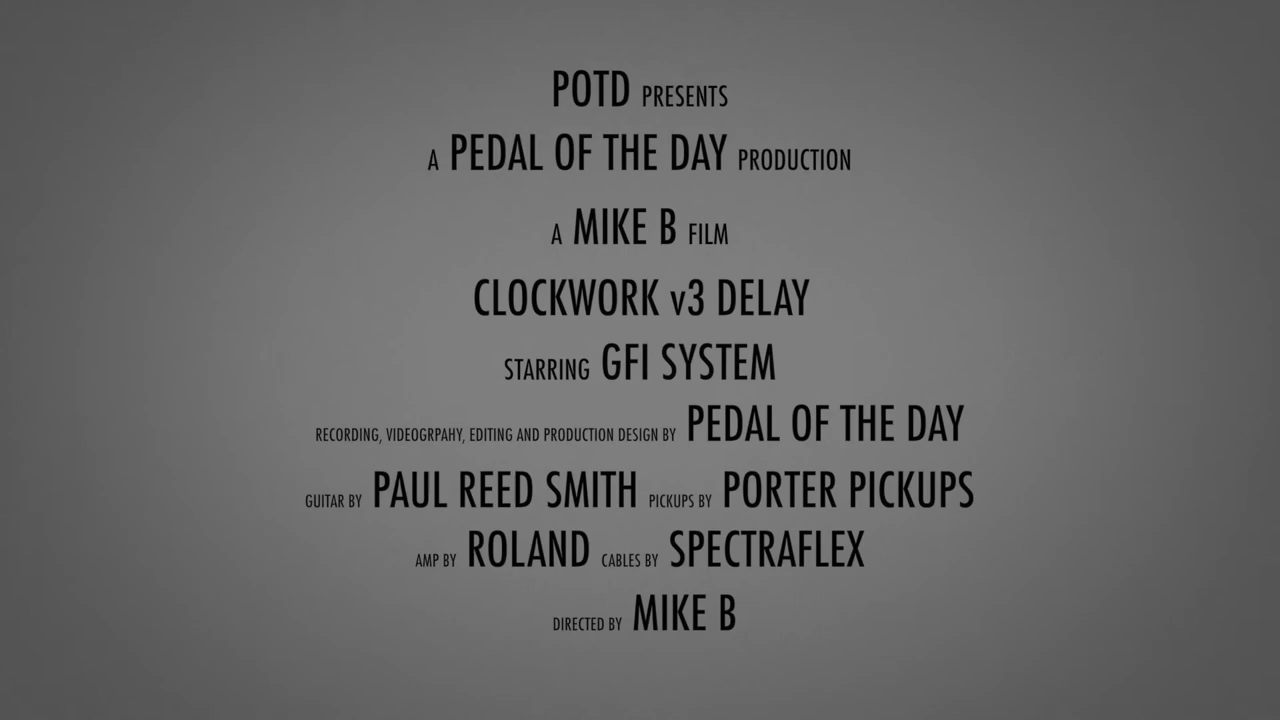 POTD PRESENTS
A PEDAL OF THE DAY PRODUCTION
A MIKE B FILM
CLOCKWORK v3 DELAY
STARRING GFI SYSTEM
RECORDING, VIDEOGRPAHY, EDITING AND PRODUCTION DESIGN BY PEDAL OF THE DAY
GUITAR BY PAUL REED SMITH PICKUPS BY PORTER PICKUPS
AMP BY ROLAND CABLES BY SPECTRAFLEX
DIRECTED BY MIKE B